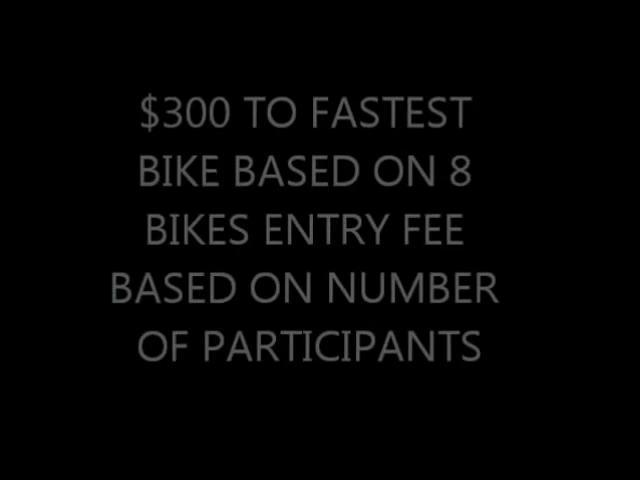 $300 TO FASTEST
BIKE BASED ON 8
BIKES ENTRY FEE
BASED ON NUMBER
OF PARTICIPANTS